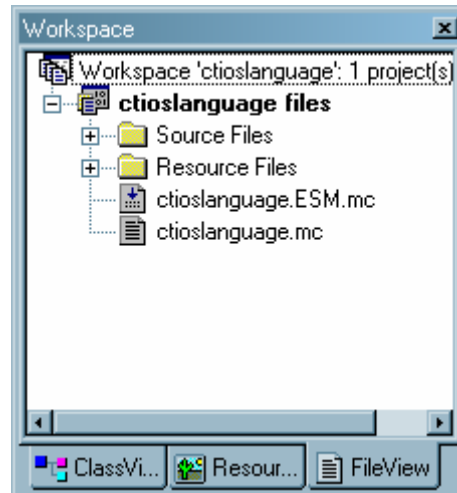 Workspace
Workspace 'ctioslanguage': 1 project(s)
ctioslanguage files
Source Files
Resource Files
ctioslanguage.ESM.mc
ctioslanguage.mc
ClassVi... Resour... FileView